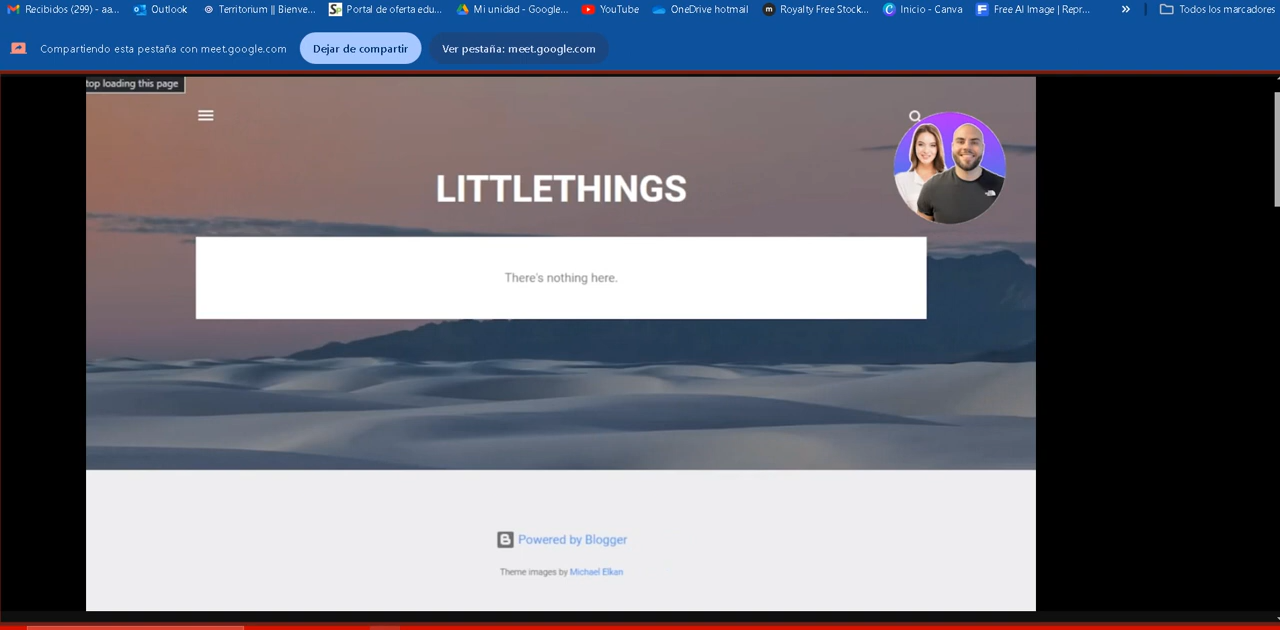 Recibidos (299) - aa...
Outlook
Territorium || Bienve...
Portal de oferta edu...
Mi unidad - Google...
YouTube
OneDrive hotmail
Royalty Free Stock...
Inicio - Canva
Free AI Image | Repr...
»
Todos los marcadores
Compartiendo esta pestaña con meet.google.com
Dejar de compartir
Ver pestaña: meet.google.com
top loading this page
LITTLETHINGS
There's nothing here.
Powered by Blogger
Theme images by Michael Elkan